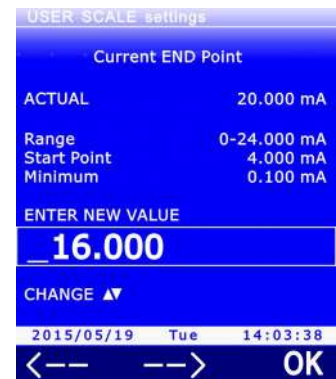 USER SCALE settings
Current END Point
ACTUAL 20.000 mA
Range 0-24.000 mA
Start Point 4.000 mA
Minimum 0.100 mA
ENTER NEW VALUE
_16.000
CHANGE ▲▼
2015/05/19 Tue 14:03:38
<-- --> OK